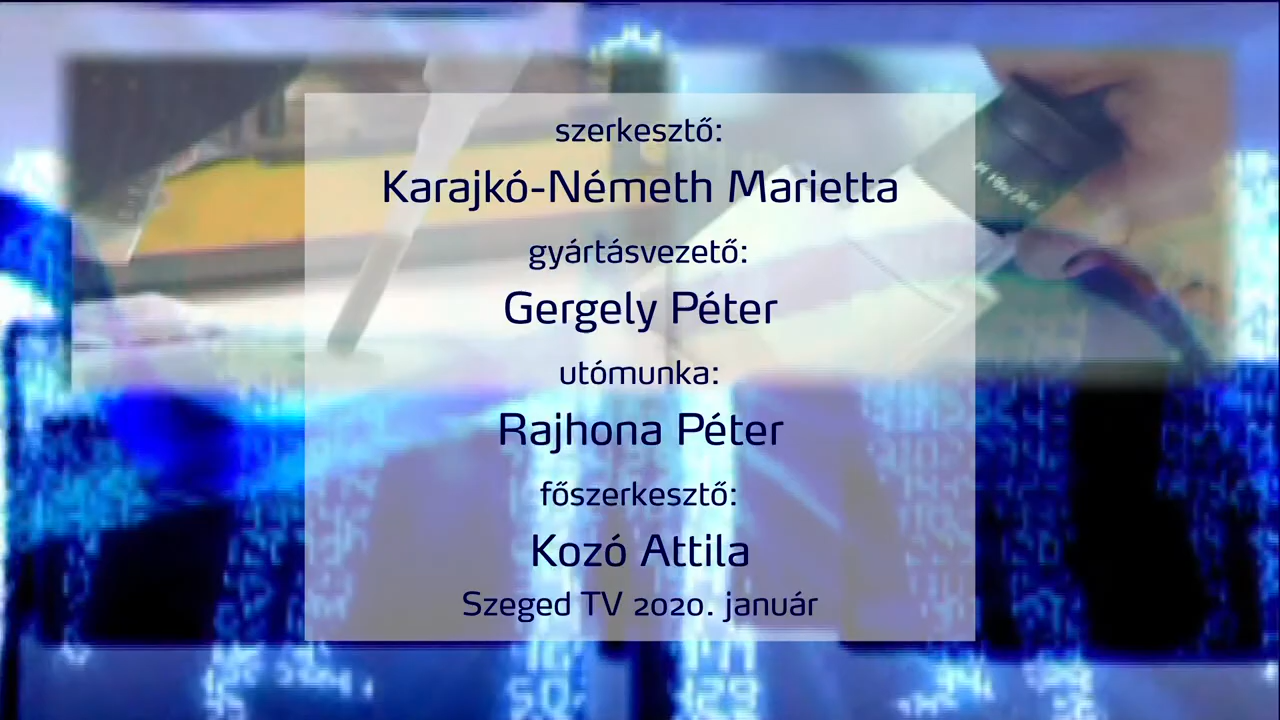 szerkesztő:
Karajkó-Németh Marietta
gyártásvezető:
Gergely Péter
utómunka:
Rajhona Péter
főszerkesztő:
Kozó Attila
Szeged TV 2020. január